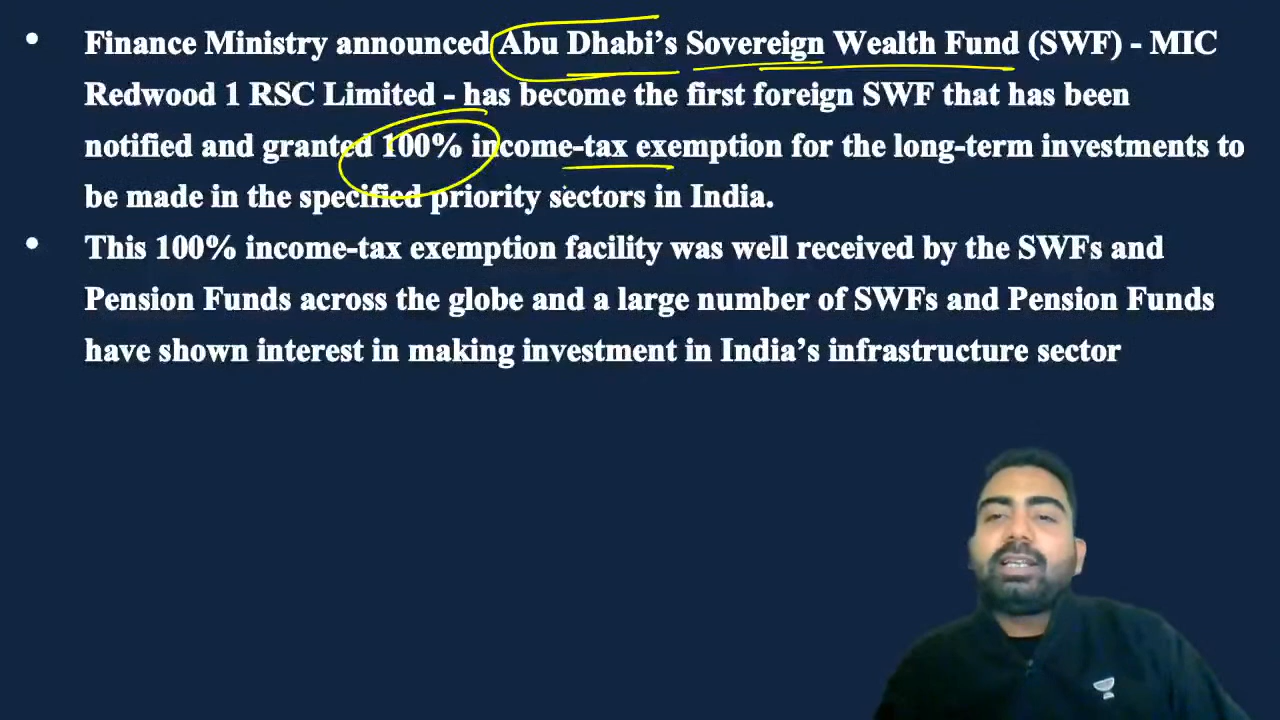 • Finance Ministry announced Abu Dhabi’s Sovereign Wealth Fund (SWF) - MIC
Redwood 1 RSC Limited - has become the first foreign SWF that has been
notified and granted 100% income-tax exemption for the long-term investments to
be made in the specified priority sectors in India.
• This 100% income-tax exemption facility was well received by the SWFs and
Pension Funds across the globe and a large number of SWFs and Pension Funds
have shown interest in making investment in India’s infrastructure sector